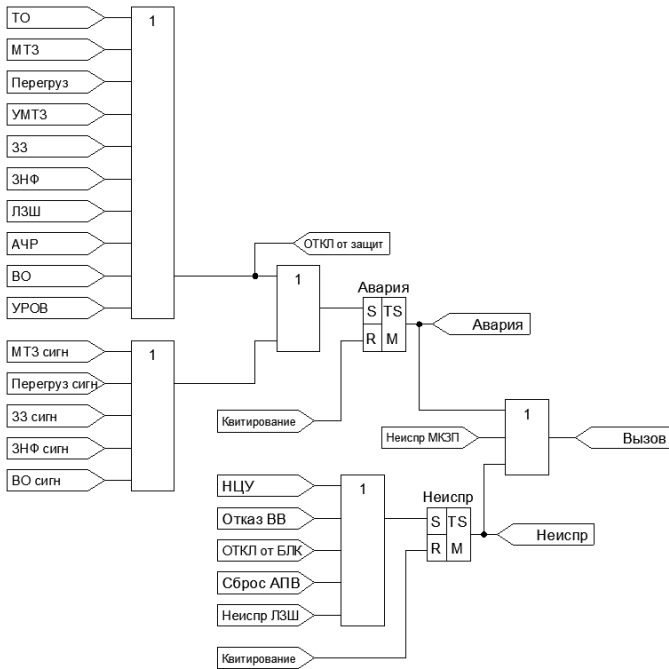 ТО
1
МТЗ
Перегруз
УМТЗ
ЗЗ
ЗНФ
ЛЗШ
АЧР
ВО
УРОВ
ОТКЛ от защит
1
Авария
S TS
R M
Авария
МТЗ сигн
1
Перегруз сигн
ЗЗ сигн
ЗНФ сигн
ВО сигн
Квитирование
Неиспр МКЗП
1
Вызов
НЦУ
1
Отказ ВВ
ОТКЛ от БЛК
Сброс АПВ
Неиспр ЛЗШ
Неиспр
S TS
R M
Неиспр
Квитирование